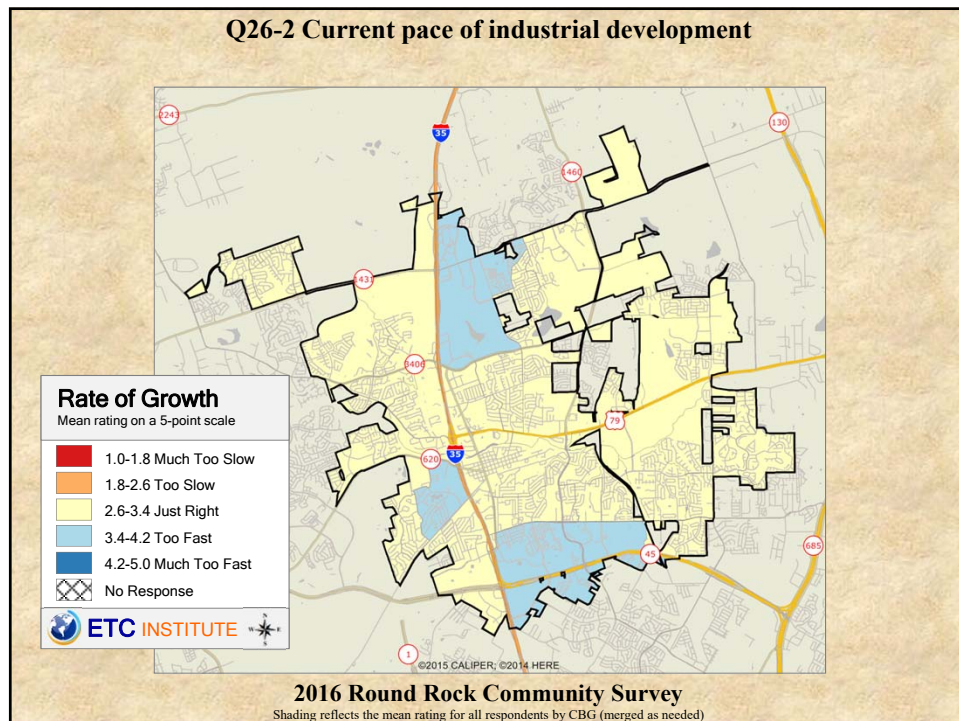 Q26-2 Current pace of industrial development
2243
35
130
1460
1431
3406
79
620
35
45
685
1
Rate of Growth
Mean rating on a 5-point scale
1.0-1.8 Much Too Slow
1.8-2.6 Too Slow
2.6-3.4 Just Right
3.4-4.2 Too Fast
4.2-5.0 Much Too Fast
No Response
ETC INSTITUTE
©2015 CALIPER; ©2014 HERE
2016 Round Rock Community Survey
Shading reflects the mean rating for all respondents by CBG (merged as needed)